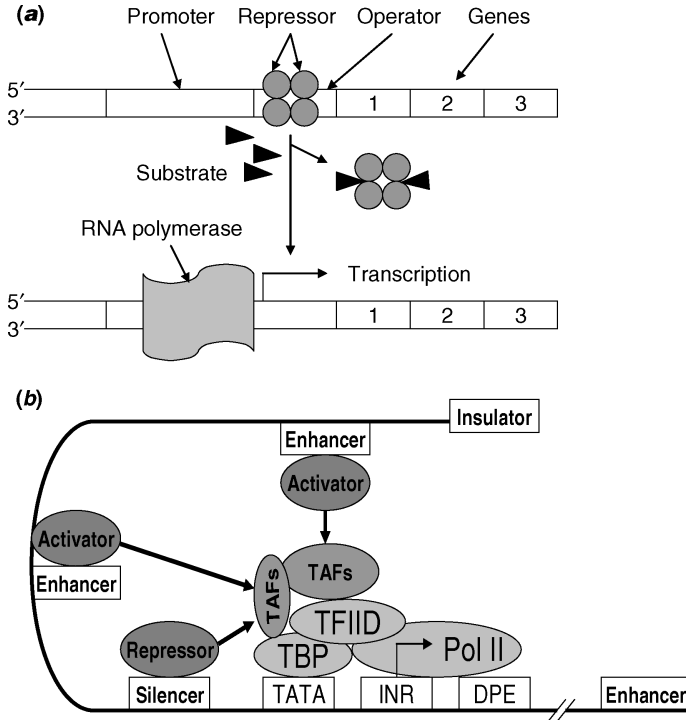 (a)
Promoter Repressor Operator Genes
5′
3′
1 2 3
Substrate
RNA polymerase
Transcription
5′
3′
1 2 3
(b)
Insulator
Enhancer
Activator
Activator
Enhancer
TAFs
TAFs
TFIID
Repressor
TBP
Pol II
Silencer TATA INR DPE Enhancer